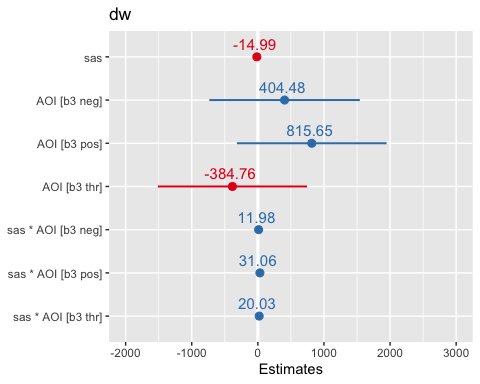 dw
sas
-14.99
AOI [b3 neg]
404.48
AOI [b3 pos]
815.65
AOI [b3 thr]
-384.76
sas * AOI [b3 neg]
11.98
sas * AOI [b3 pos]
31.06
sas * AOI [b3 thr]
20.03
-2000 -1000 0 1000 2000 3000
Estimates